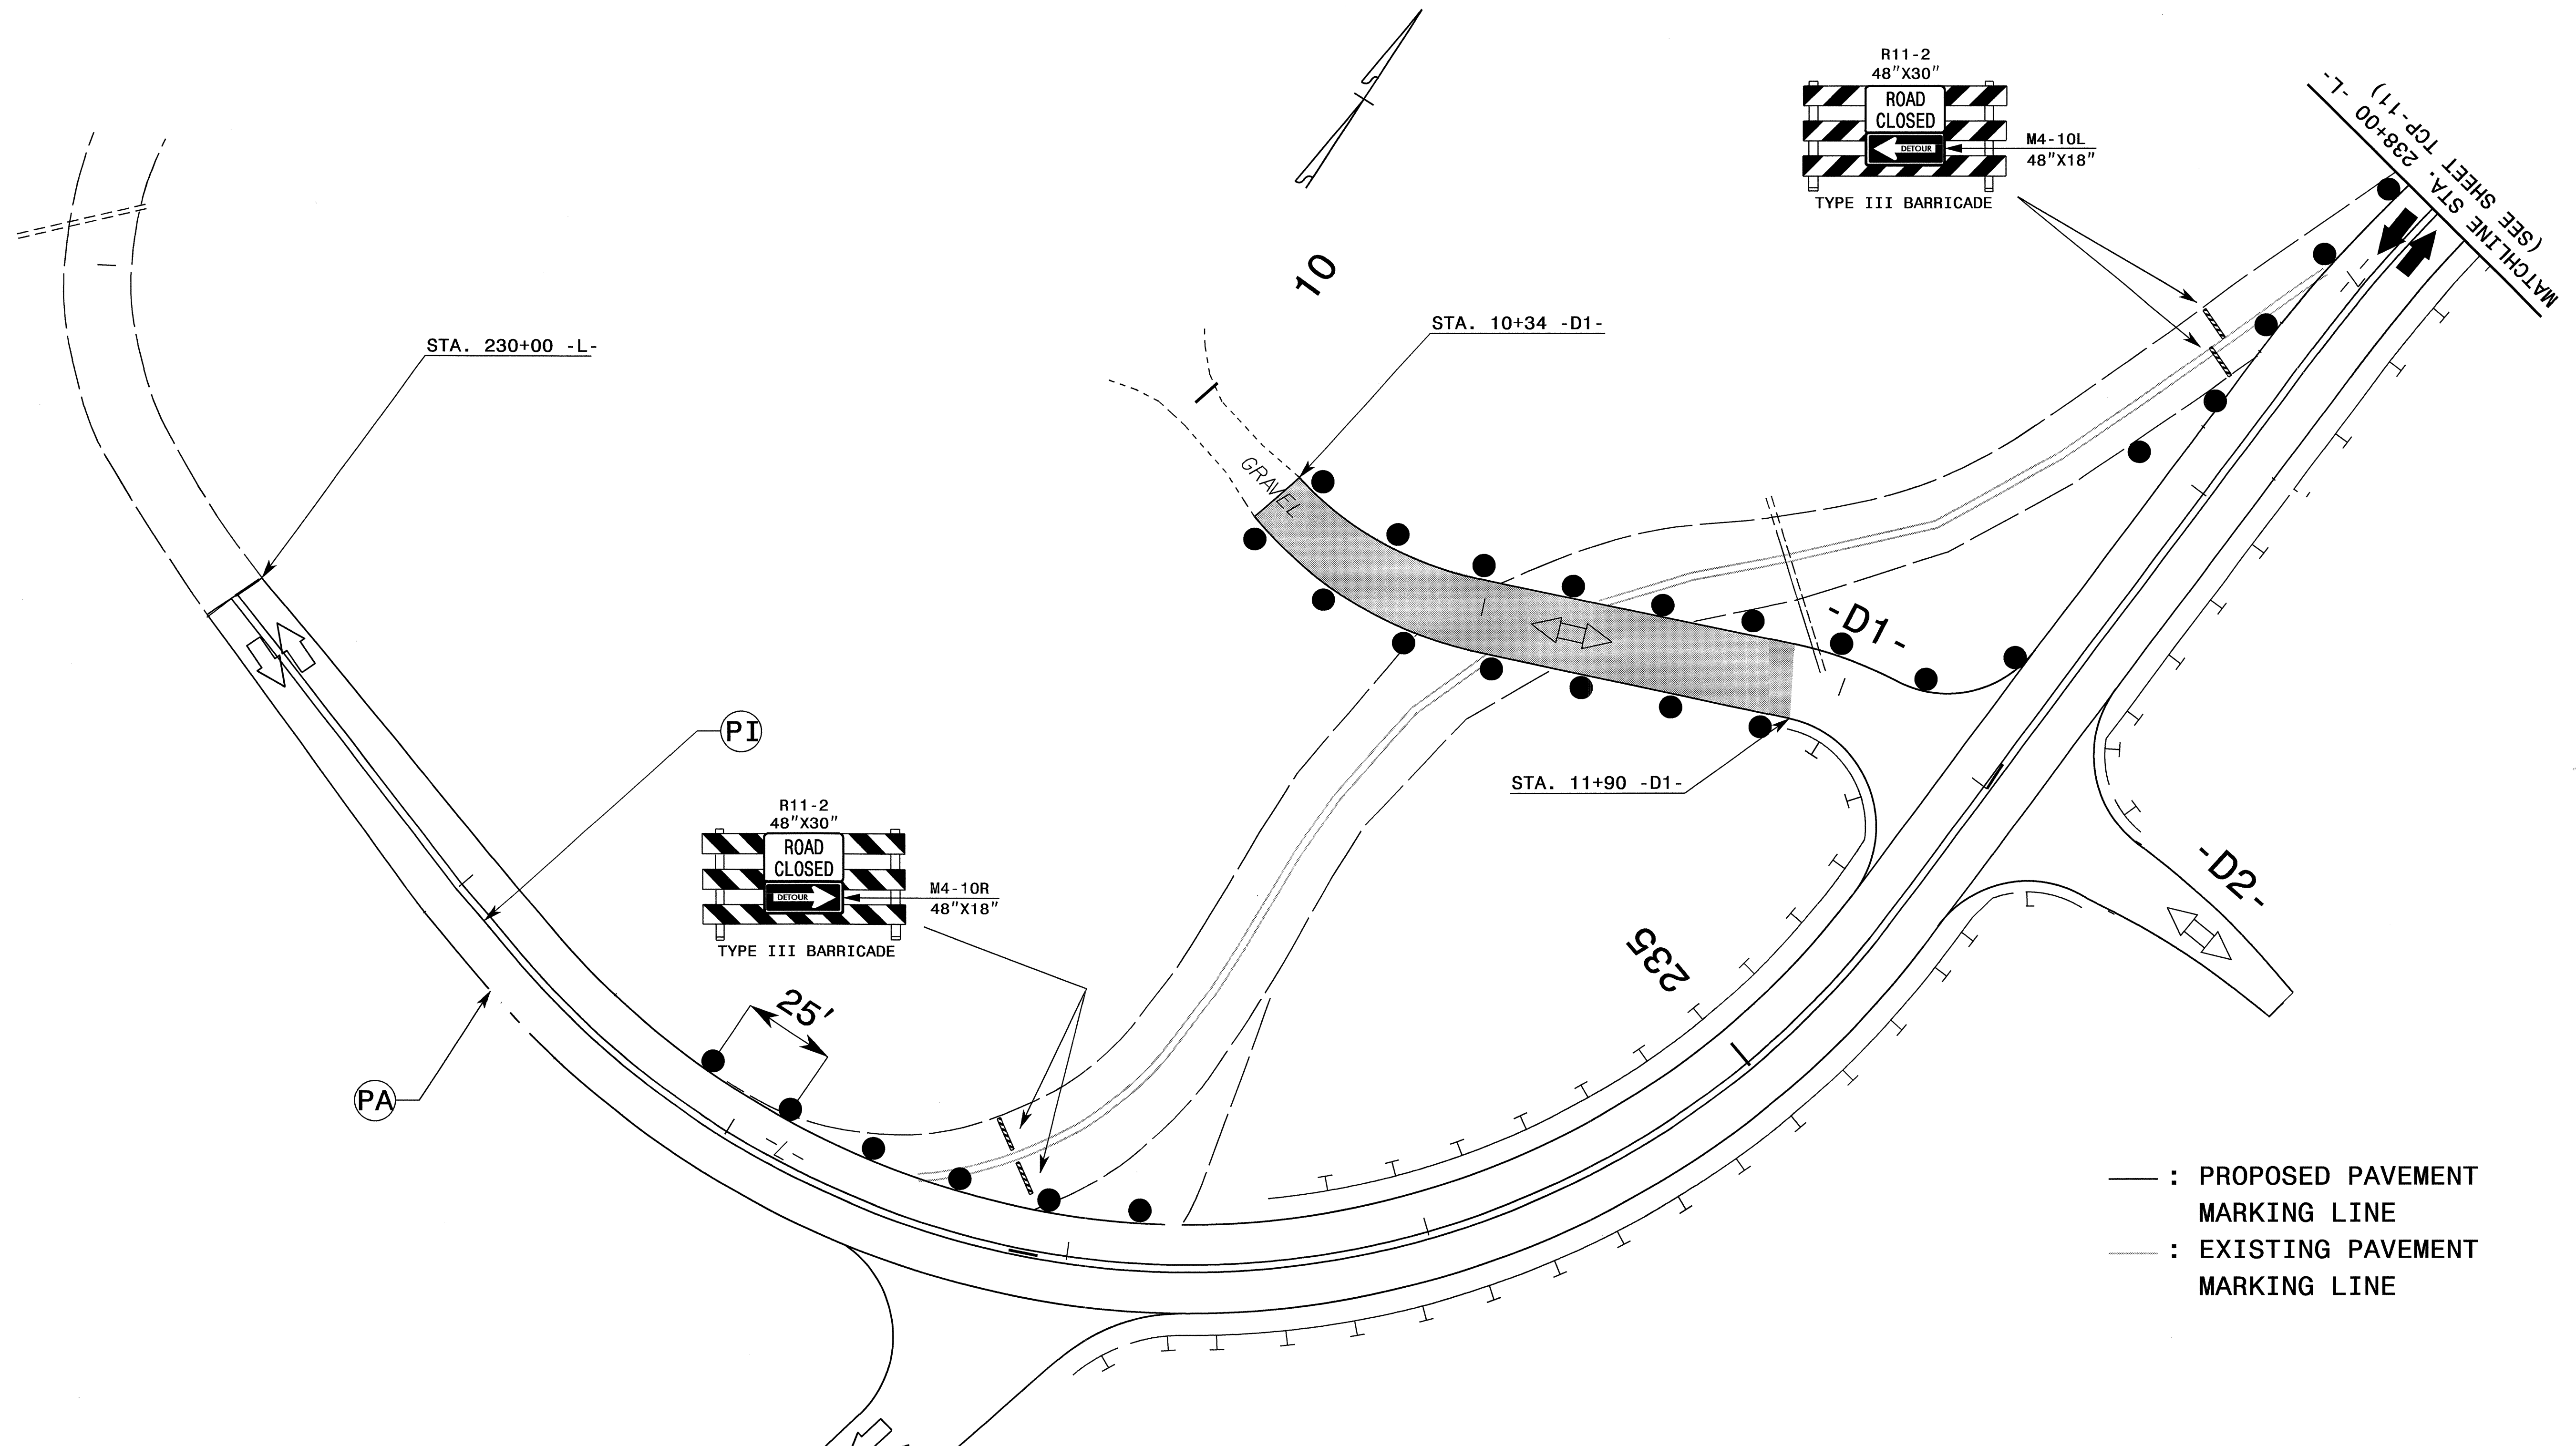 R11-2
48"X30"
ROAD
CLOSED
DETOUR
M4-10L
48"X18"
TYPE III BARRICADE
MATCHLINE STA. 238+00 -L-
(SEE SHEET TCP-11)
10
STA. 10+34 -D1-
STA. 230+00 -L-
GRAVEL
-D1-
PI
STA. 11+90 -D1-
R11-2
48"X30"
ROAD
CLOSED
DETOUR
M4-10R
48"X18"
TYPE III BARRICADE
-D2-
235
25'
PA
-L-
-L-
: PROPOSED PAVEMENT
MARKING LINE
: EXISTING PAVEMENT
MARKING LINE